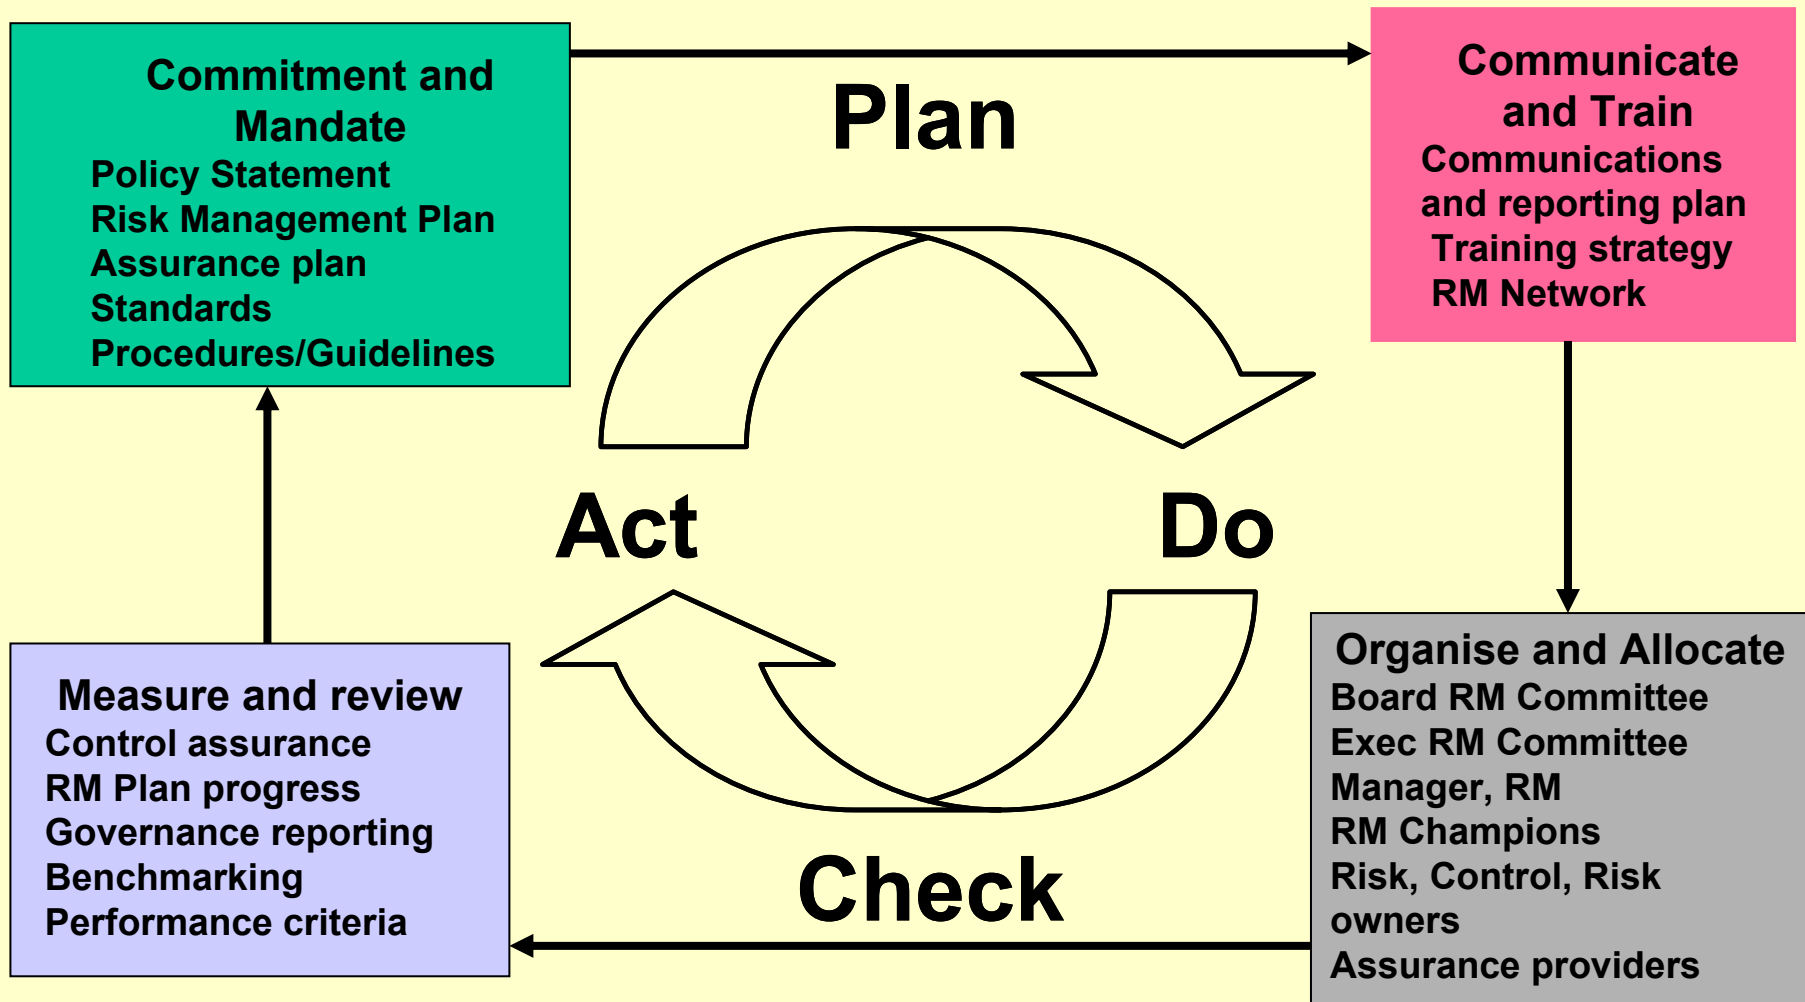 Commitment and
Mandate
Policy Statement
Risk Management Plan
Assurance plan
Standards
Procedures/Guidelines
Plan
Communicate
and Train
Communications
and reporting plan
Training strategy
RM Network
Act
Do
Measure and review
Control assurance
RM Plan progress
Governance reporting
Benchmarking
Performance criteria
Check
Organise and Allocate
Board RM Committee
Exec RM Committee
Manager, RM
RM Champions
Risk, Control, Risk
owners
Assurance providers